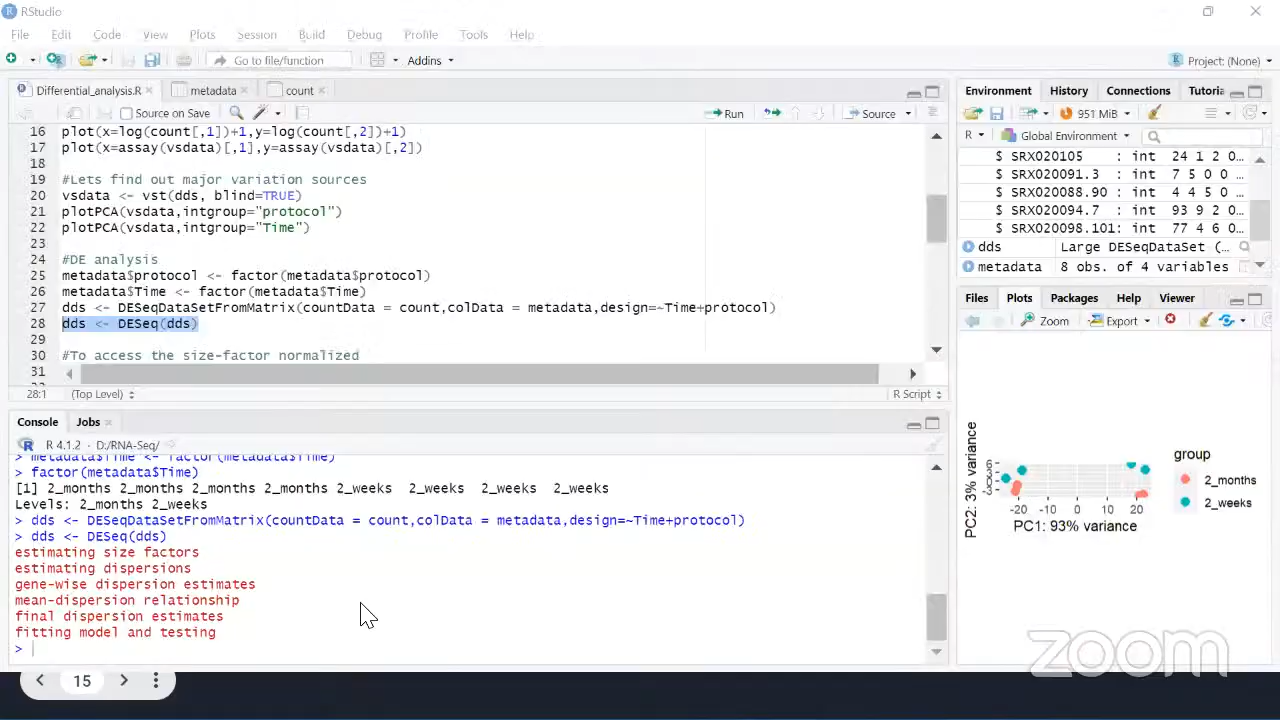 RStudio
File Edit Code View Plots Session Build Debug Profile Tools Help
Go to file/function Addins Project: (None)
Differential_analysis.R metadata count
Source on Save Run Source
16 plot(x=log(count[,1])+1,y=log(count[,2])+1)
17 plot(x=assay(vsdata)[,1],y=assay(vsdata)[,2])
18
19 #Lets find out major variation sources
20 vsdata <- vst(dds, blind=TRUE)
21 plotPCA(vsdata,intgroup="protocol")
22 plotPCA(vsdata,intgroup="Time")
23
24 #DE analysis
25 metadata$protocol <- factor(metadata$protocol)
26 metadata$Time <- factor(metadata$Time)
27 dds <- DESeqDataSetFromMatrix(countData = count,colData = metadata,design=~Time+protocol)
28 dds <- DESeq(dds)
29
30 #To access the size-factor normalized
31
28:1 (Top Level) R Script
Console Jobs
R 4.1.2 · D:/RNA-Seq/
> metadata$Time <- factor(metadata$Time)
> factor(metadata$Time)
[1] 2_months 2_months 2_months 2_months 2_weeks 2_weeks 2_weeks 2_weeks
Levels: 2_months 2_weeks
> dds <- DESeqDataSetFromMatrix(countData = count,colData = metadata,design=~Time+protocol)
> dds <- DESeq(dds)
estimating size factors
estimating dispersions
gene-wise dispersion estimates
mean-dispersion relationship
final dispersion estimates
fitting model and testing
>
Environment History Connections Tutoria
951 MiB
R Global Environment
$ SRX020105 : int 24 1 2 0…
$ SRX020091.3 : int 7 5 0 0…
$ SRX020088.90 : int 4 4 5 0…
$ SRX020094.7 : int 93 9 2 0…
$ SRX020098.101: int 77 4 6 0…
dds Large DESeqDataSet (…
metadata 8 obs. of 4 variables
Files Plots Packages Help Viewer
Zoom Export
PC2: 3% variance
6
3
0
-3
-20 -10 0 10 20
PC1: 93% variance
group
2_months
2_weeks
zoom
15